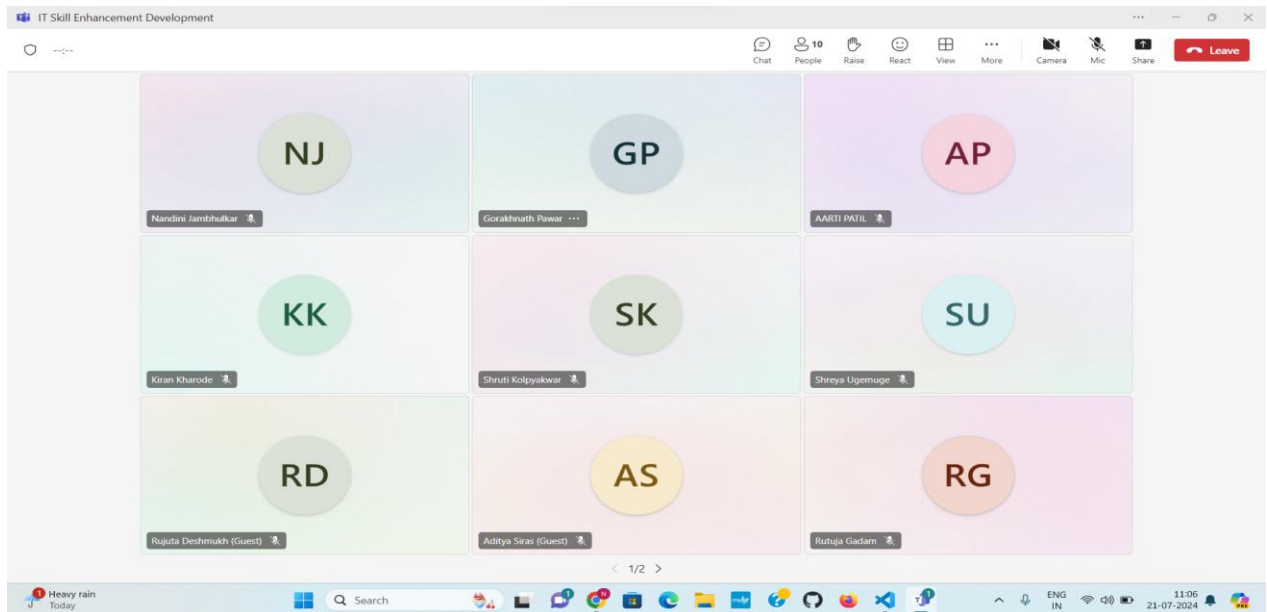 IT Skill Enhancement Development
--:--
10
Chat People Raise React View More Camera Mic Share Leave
NJ
Nandini Jambhulkar
GP
Gorakhnath Pawar
AP
AARTI PATIL
KK
Kiran Kharode
SK
Shruti Kolpyakwar
SU
Shreya Ugemuge
RD
Rujuta Deshmukh (Guest)
AS
Aditya Siras (Guest)
RG
Rutuja Gadam
1/2
1
Heavy rain
Today
Search
ENG
IN
11:06
21-07-2024